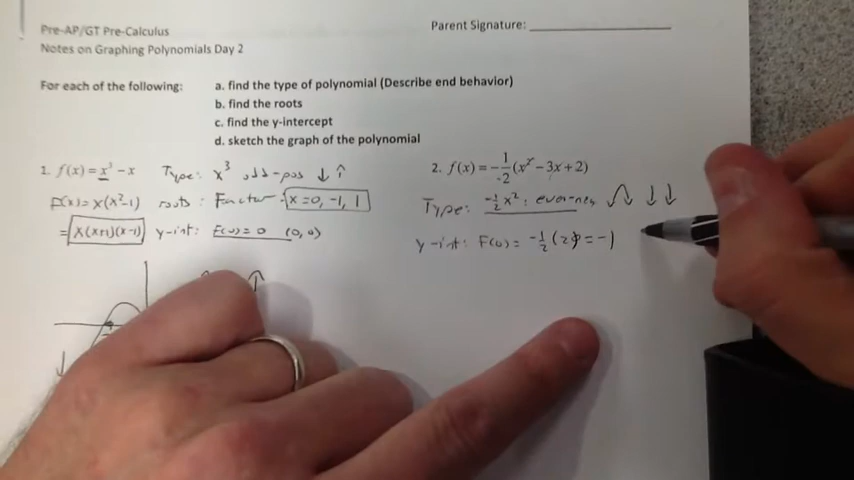 Pre-AP/GT Pre-Calculus
Parent Signature: ____________________
Notes on Graphing Polynomials Day 2
For each of the following: a. find the type of polynomial (Describe end behavior)
b. find the roots
c. find the y-intercept
d. sketch the graph of the polynomial
1. f(x) = x³ − x
Type: x³ odd-pos ↓ ↑
F(x) = x(x²-1)
roots: Factor: x = 0, -1, 1
= x(x+1)(x-1)
y-int: F(0) = 0 (0,0)
2. f(x) = −1/2(x² − 3x + 2)
Type: -1/2x²: even-neg ↓ ↓
y-int: F(0) = -1/2(2) = -1